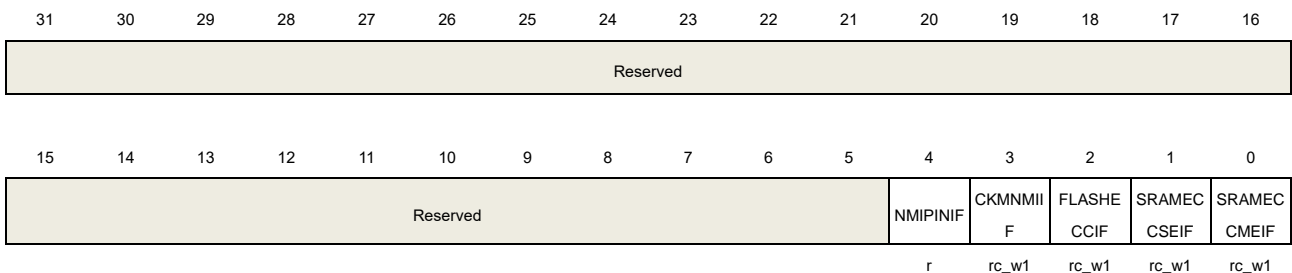 31 30 29 28 27 26 25 24 23 22 21 20 19 18 17 16
Reserved
15 14 13 12 11 10 9 8 7 6 5 4 3 2 1 0
Reserved NMIPINIF CKMNMII FLASHE SRAMEC SRAMEC
F CCIF CSEIF CMEIF
r rc_w1 rc_w1 rc_w1 rc_w1